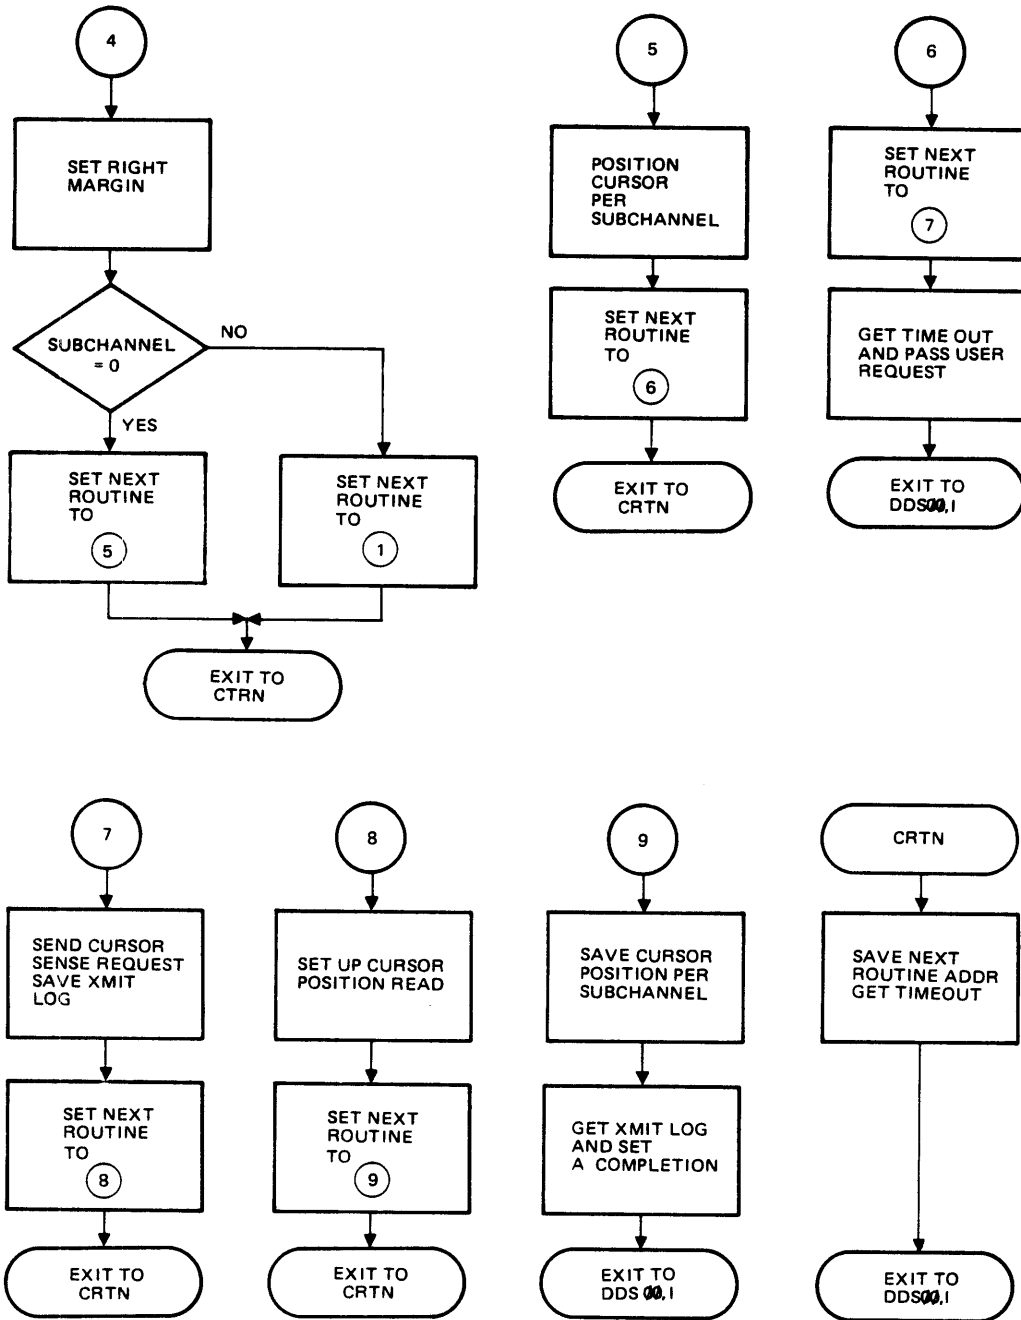 4
SET RIGHT
MARGIN
SUBCHANNEL
= 0
NO
YES
SET NEXT
ROUTINE
TO
5
SET NEXT
ROUTINE
TO
1
EXIT TO
CTRN
5
POSITION
CURSOR
PER
SUBCHANNEL
SET NEXT
ROUTINE
TO
6
EXIT TO
CRTN
6
SET NEXT
ROUTINE
TO
7
GET TIME OUT
AND PASS USER
REQUEST
EXIT TO
DDS00,I
7
SEND CURSOR
SENSE REQUEST
SAVE XMIT
LOG
SET NEXT
ROUTINE
TO
8
EXIT TO
CRTN
8
SET UP CURSOR
POSITION READ
SET NEXT
ROUTINE
TO
9
EXIT TO
CRTN
9
SAVE CURSOR
POSITION PER
SUBCHANNEL
GET XMIT LOG
AND SET
A COMPLETION
EXIT TO
DDS00,I
CRTN
SAVE NEXT
ROUTINE ADDR
GET TIMEOUT
EXIT TO
DDS00,I